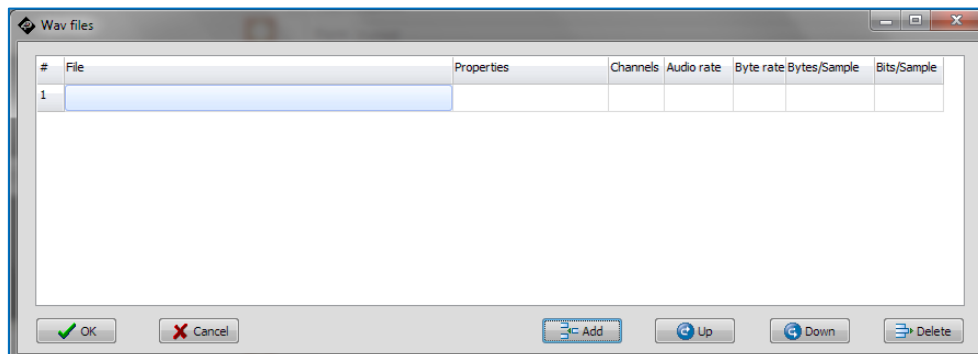 Wav files
# File Properties Channels Audio rate Byte rate Bytes/Sample Bits/Sample
1
OK Cancel Add Up Down Delete